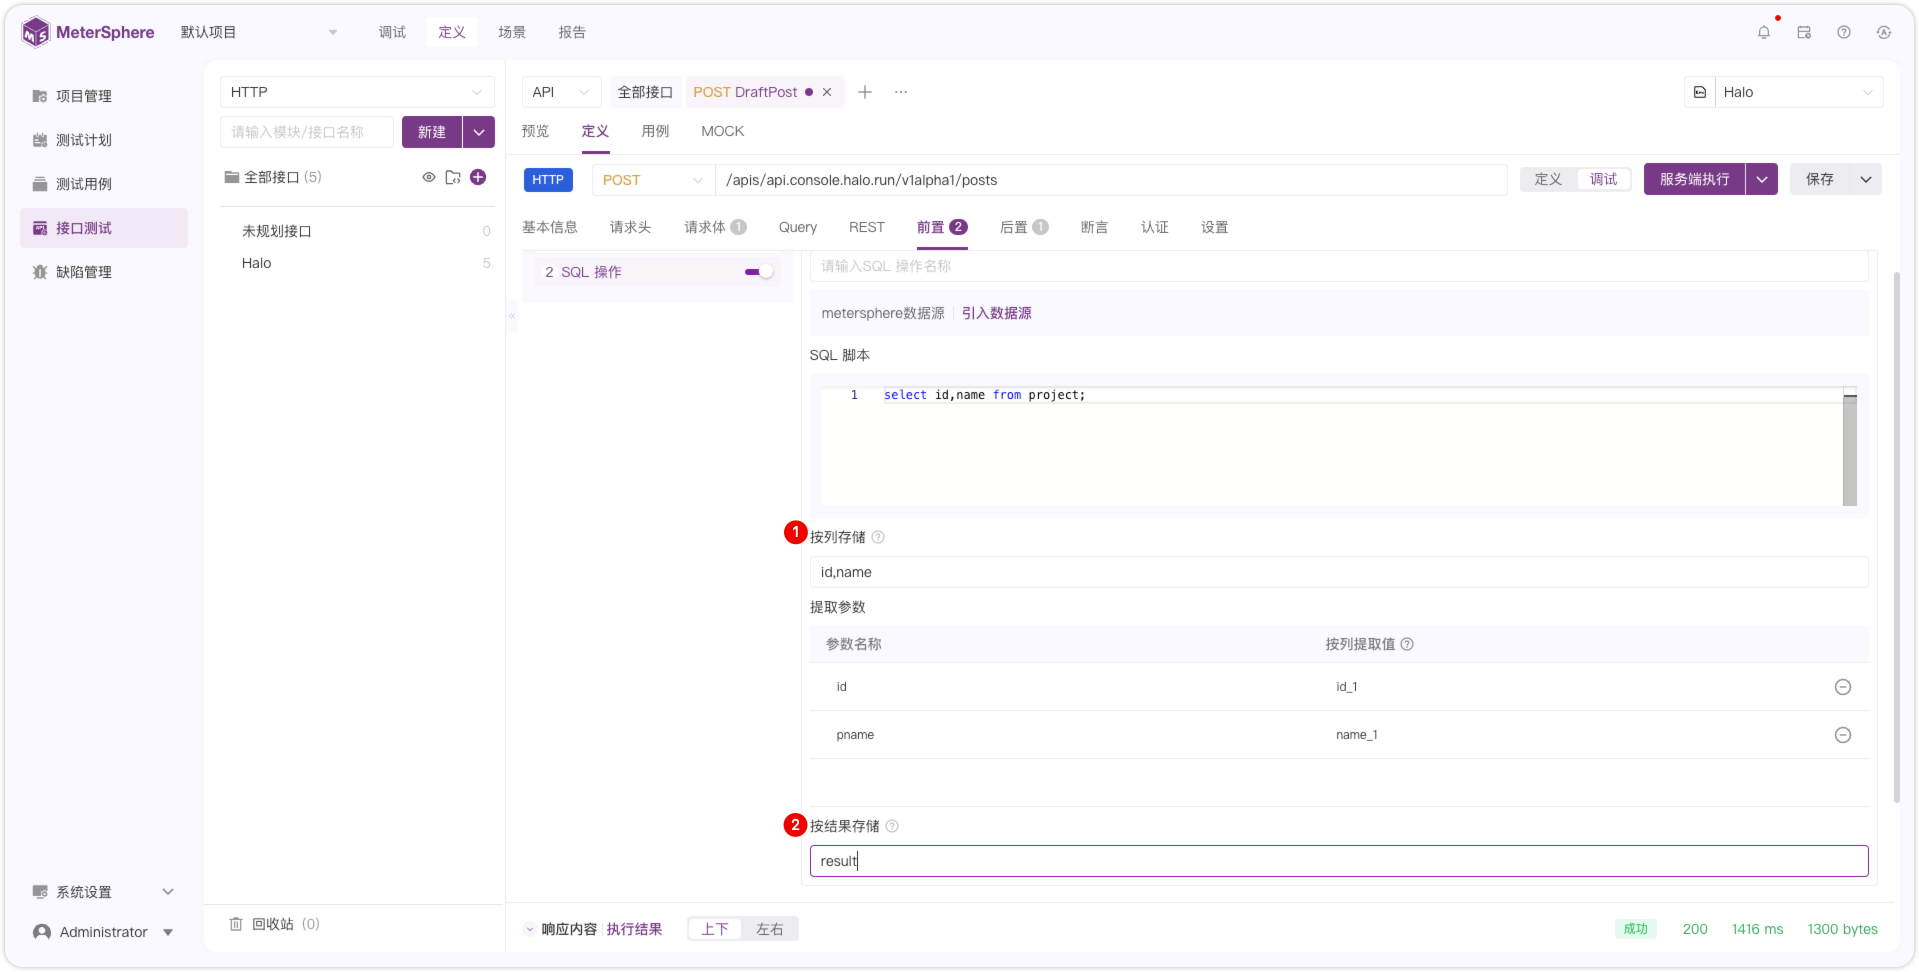 MeterSphere 默认项目 调试 定义 场景 报告
项目管理
测试计划
测试用例
接口测试
缺陷管理
系统设置
Administrator
HTTP
请输入模块/接口名称 新建
全部接口 (5)
未规划接口 0
Halo 5
回收站 (0)
API 全部接口 POST DraftPost Halo
预览 定义 用例 MOCK
HTTP POST /apis/api.console.halo.run/v1alpha1/posts 定义 调试 服务端执行 保存
基本信息 请求头 请求体 1 Query REST 前置 2 后置 1 断言 认证 设置
2 SQL 操作
请输入SQL 操作名称
metersphere数据源 引入数据源
SQL 脚本
1 select id,name from project;
1 按列存储
id,name
提取参数
参数名称 按列提取值
id id_1
pname name_1
2 按结果存储
result
响应内容 执行结果 上下 左右 成功 200 1416 ms 1300 bytes